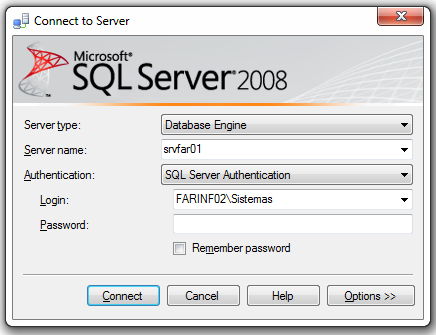 Connect to Server
Microsoft®
SQL Server® 2008
Server type: Database Engine
Server name: srvfar01
Authentication: SQL Server Authentication
Login: FARINF02\Sistemas
Password:
Remember password
Connect Cancel Help Options >>